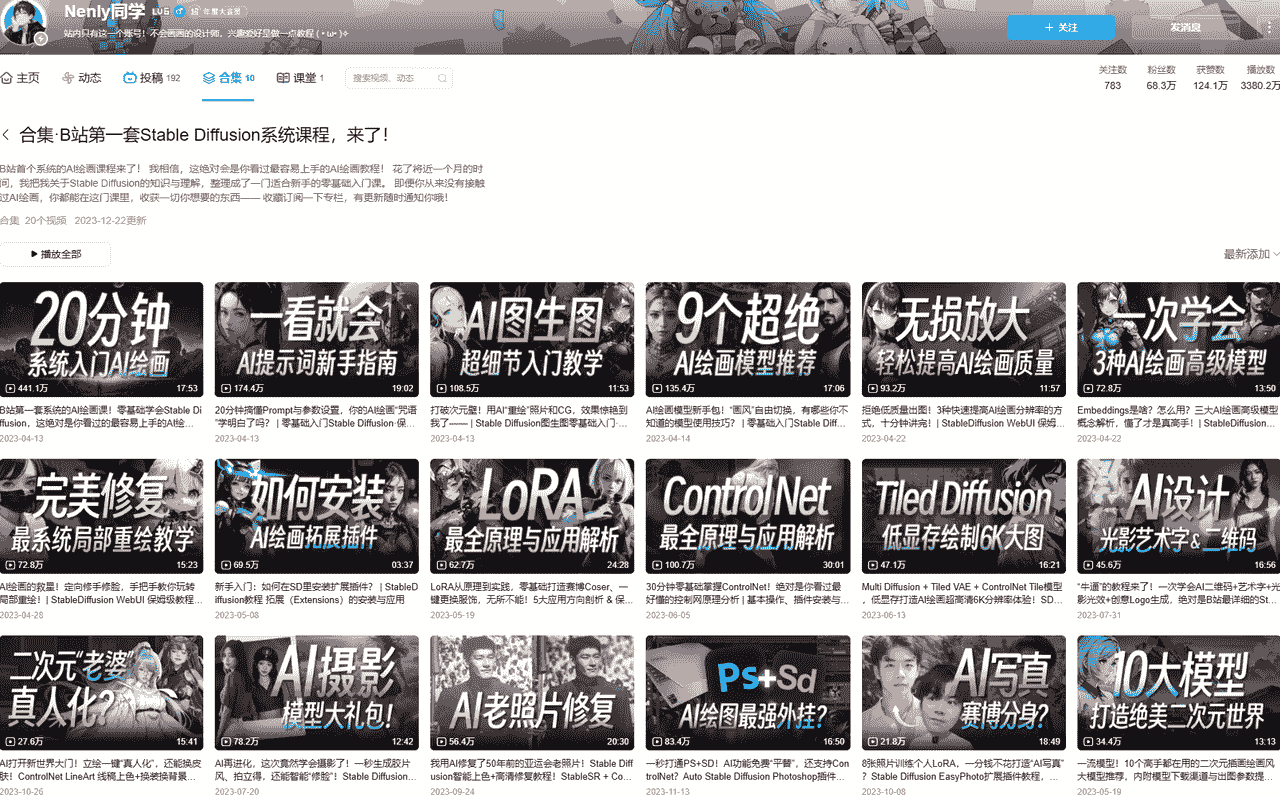 Nenly同学 LV6 年度大会员
站内只有这一个账号！不会画画的设计师，兴趣爱好是做一点教程 (・ω・)✧
+ 关注
发消息
主页
动态
投稿 192
合集 10
课堂 1
搜索视频、动态
关注数 粉丝数 获赞数 播放数
783 68.3万 124.1万 3380.2万
合集·B站第一套Stable Diffusion系统课程，来了！
B站首个系统的AI绘画课程来了！ 我相信，这绝对会是你看过最容易上手的AI绘画教程！ 花了将近一个月的时
间，我把我关于Stable Diffusion的知识与理解，整理成了一门适合新手的零基础入门课。 即便你从来没有接触
过AI绘画，你都能在这门课里，收获一切你想要的东西—— 收藏订阅一下专栏，有更新随时通知你哦！
合集 20个视频 2023-12-22更新
播放全部
最新添加
20分钟
系统入门AI绘画
441.1万 17:53
B站第一套系统的AI绘画课！零基础学会Stable Di
ffusion，这绝对是你看过的最容易上手的AI绘...
2023-04-13
一看就会
AI提示词新手指南
174.4万 19:02
20分钟搞懂Prompt与参数设置，你的AI绘画“咒语
”学明白了吗？ | 零基础入门Stable Diffusion·保...
2023-04-13
AI图生图
超细节入门教学
108.5万 11:53
打破次元壁！用AI“重绘”照片和CG，效果惊艳到
我了—— | Stable Diffusion图生图零基础入门·...
2023-04-13
9个超绝
AI绘画模型推荐
135.4万 17:06
AI绘画模型新手包！“画风”自由切换，有哪些你不
知道的模型使用技巧？ | 零基础入门Stable Diff...
2023-04-14
无损放大
轻松提高AI绘画质量
93.2万 11:57
拒绝低质量出图！3种快速提高AI绘画分辨率的方
式，十分钟讲完！| StableDiffusion WebUI 保姆...
2023-04-22
一次学会
3种AI绘画高级模型
72.8万 13:50
Embeddings是啥？怎么用？三大AI绘画高级模型
概念解析，懂了才是真高手！| StableDiffusion...
2023-04-22
完美修复
最系统局部重绘教学
72.8万 15:23
AI绘画的救星！定向修手修脸，手把手教你玩转
局部重绘！| StableDiffusion WebUI 保姆级教程...
2023-04-28
如何安装
AI绘画拓展插件
69.5万 03:37
新手入门：如何在SD里安装扩展插件？ | StableD
iffusion教程 拓展（Extensions）的安装与应用
2023-05-08
LoRA
最全原理与应用解析
62.7万 24:28
LoRA从原理到实践，零基础打造赛博Coser、一
键更换服饰，无所不能！5大应用方向剖析 & 保...
2023-05-19
ControlNet
最全原理与应用解析
100.7万 30:01
30分钟零基础掌握ControlNet！绝对是你看过最
好懂的控制网原理分析 | 基本操作、插件安装与...
2023-06-05
Tiled Diffusion
低显存绘制6K大图
47.1万 16:21
Multi Diffusion + Tiled VAE + ControlNet Tile模型
，低显存打造AI绘画超高清6K分辨率体验！SD...
2023-06-13
AI设计
光影艺术字&二维码
45.6万
“牛逼”的教程来了！一次学会AI二维码+艺术字+光
影光效+创意Logo生成，绝对是B站最详细的St...
2023-07-31
二次元“老婆”
真人化？
27.6万 15:41
AI打开新世界大门！立绘一键“真人化”，还能换皮
肤！ControlNet LineArt 线稿上色+换装换背景...
2023-10-26
AI摄影
模型大礼包！
78.2万 12:42
AI再进化，这次竟然学会摄影了！一秒生成胶片
风、拍立得，还能智能“修脸”！Stable Diffusion...
2023-07-20
AI老照片修复
56.4万 20:30
我用AI修复了50年前的亚运会老照片！Stable Diff
usion智能上色+高清修复教程！StableSR + Co...
2023-09-24
Ps+Sd
AI绘图最强外挂？
83.4万 16:50
一秒打通PS+SD！AI功能免费“平替”，还支持Con
trolNet？Auto Stable Diffusion Photoshop插件...
2023-11-13
AI写真
赛博分身？
21.8万 18:49
8张照片训练个人LoRA，一分钱不花打造“AI写真”
？Stable Diffusion EasyPhoto扩展插件教程，...
2023-10-08
10大模型
打造绝美二次元世界
34.4万 13:13
一流模型！10个高手都在用的二次元插画绘画风
大模型推荐，内附模型下载渠道与出图参数提...
2023-05-19